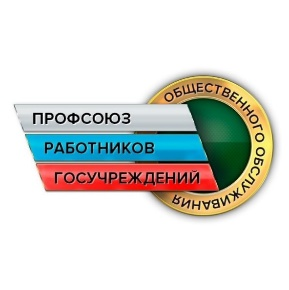 ПРОФСОЮЗ
РАБОТНИКОВ
ГОСУЧРЕЖДЕНИЙ
ОБЩЕСТВЕННОГО ОБСЛУЖИВАНИЯ